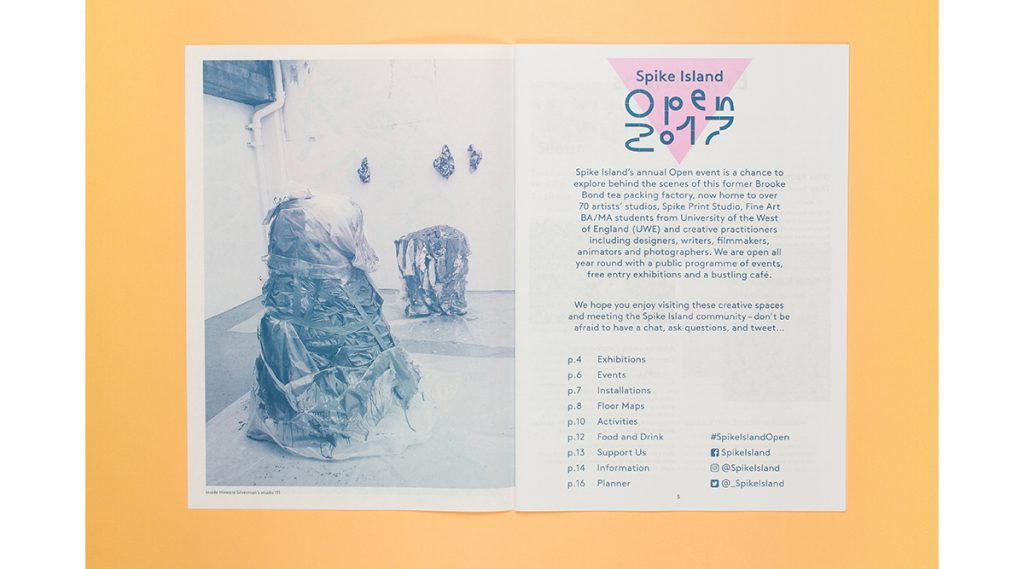 Inside Howard Silverman's studio '15
Spike Island
Open
2017
Spike Island's annual Open event is a chance to
explore behind the scenes of this former Brooke
Bond tea packing factory, now home to over
70 artists' studios, Spike Print Studio, Fine Art
BA/MA students from University of the West
of England (UWE) and creative practitioners
including designers, writers, filmmakers,
animators and photographers. We are open all
year round with a public programme of events,
free entry exhibitions and a bustling café.
We hope you enjoy visiting these creative spaces
and meeting the Spike Island community – don't be
afraid to have a chat, ask questions, and tweet...
p.4 Exhibitions
p.6 Events
p.7 Installations
p.8 Floor Maps
p.10 Activities
p.12 Food and Drink
p.13 Support Us
p.14 Information
p.16 Planner
#SpikeIslandOpen
SpikeIsland
@SpikeIsland
@_SpikeIsland